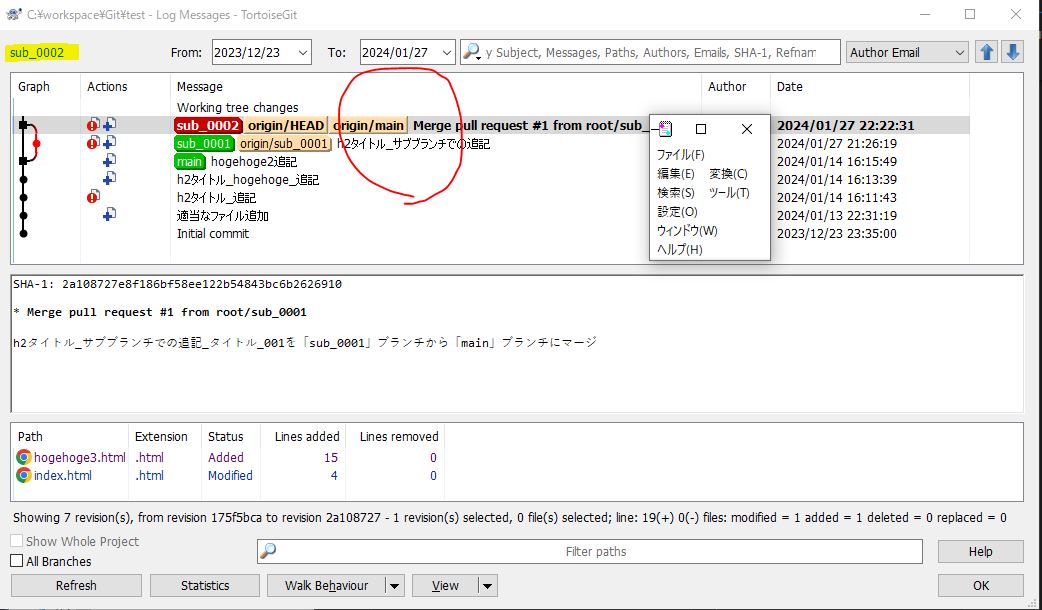 C:¥workspace¥Git¥test - Log Messages - TortoiseGit
sub_0002 From: 2023/12/23 To: 2024/01/27 y Subject, Messages, Paths, Authors, Emails, SHA-1, Refnam Author Email
Graph Actions Message Author Date
Working tree changes
sub_0002 origin/HEAD origin/main Merge pull request #1 from root/sub_ 2024/01/27 22:22:31
sub_0001 origin/sub_0001 h2タイトル_サブブランチでの追記 2024/01/27 21:26:19
main hogehoge2追記 2024/01/14 16:15:49
h2タイトル_hogehoge_追記 2024/01/14 16:13:39
h2タイトル_追記 2024/01/14 16:11:43
適当なファイル追加 2024/01/13 22:31:19
Initial commit 2023/12/23 23:35:00
ファイル(F)
編集(E) 変換(C)
検索(S) ツール(T)
設定(O)
ウィンドウ(W)
ヘルプ(H)
SHA-1: 2a108727e8f186bf58ee122b54843bc6b2626910
* Merge pull request #1 from root/sub_0001
h2タイトル_サブブランチでの追記_タイトル_001を「sub_0001」ブランチから「main」ブランチにマージ
Path Extension Status Lines added Lines removed
hogehoge3.html .html Added 15 0
index.html .html Modified 4 0
Showing 7 revision(s), from revision 175f5bca to revision 2a108727 - 1 revision(s) selected, 0 file(s) selected; line: 19(+) 0(-) files: modified = 1 added = 1 deleted = 0 replaced = 0
Show Whole Project
All Branches Filter paths Help
Refresh Statistics Walk Behaviour View OK